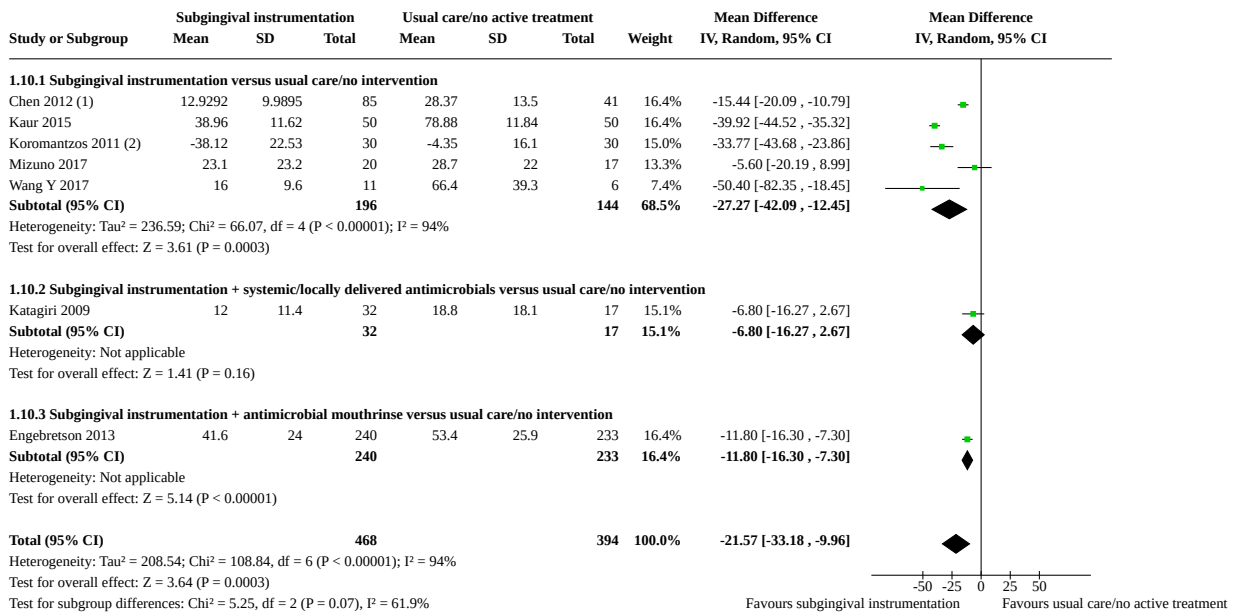 Subgingival instrumentation Usual care/no active treatment Mean Difference Mean Difference
Study or Subgroup Mean SD Total Mean SD Total Weight IV, Random, 95% CI IV, Random, 95% CI
1.10.1 Subgingival instrumentation versus usual care/no intervention
Chen 2012 (1) 12.9292 9.9895 85 28.37 13.5 41 16.4% -15.44 [-20.09 , -10.79]
Kaur 2015 38.96 11.62 50 78.88 11.84 50 16.4% -39.92 [-44.52 , -35.32]
Koromantzos 2011 (2) -38.12 22.53 30 -4.35 16.1 30 15.0% -33.77 [-43.68 , -23.86]
Mizuno 2017 23.1 23.2 20 28.7 22 17 13.3% -5.60 [-20.19 , 8.99]
Wang Y 2017 16 9.6 11 66.4 39.3 6 7.4% -50.40 [-82.35 , -18.45]
Subtotal (95% CI) 196 144 68.5% -27.27 [-42.09 , -12.45]
Heterogeneity: Tau² = 236.59; Chi² = 66.07, df = 4 (P < 0.00001); I² = 94%
Test for overall effect: Z = 3.61 (P = 0.0003)
1.10.2 Subgingival instrumentation + systemic/locally delivered antimicrobials versus usual care/no intervention
Katagiri 2009 12 11.4 32 18.8 18.1 17 15.1% -6.80 [-16.27 , 2.67]
Subtotal (95% CI) 32 17 15.1% -6.80 [-16.27 , 2.67]
Heterogeneity: Not applicable
Test for overall effect: Z = 1.41 (P = 0.16)
1.10.3 Subgingival instrumentation + antimicrobial mouthrinse versus usual care/no intervention
Engebretson 2013 41.6 24 240 53.4 25.9 233 16.4% -11.80 [-16.30 , -7.30]
Subtotal (95% CI) 240 233 16.4% -11.80 [-16.30 , -7.30]
Heterogeneity: Not applicable
Test for overall effect: Z = 5.14 (P < 0.00001)
Total (95% CI) 468 394 100.0% -21.57 [-33.18 , -9.96]
Heterogeneity: Tau² = 208.54; Chi² = 108.84, df = 6 (P < 0.00001); I² = 94%
Test for overall effect: Z = 3.64 (P = 0.0003) -50 -25 0 25 50
Test for subgroup differences: Chi² = 5.25, df = 2 (P = 0.07), I² = 61.9% Favours subgingival instrumentation Favours usual care/no active treatment